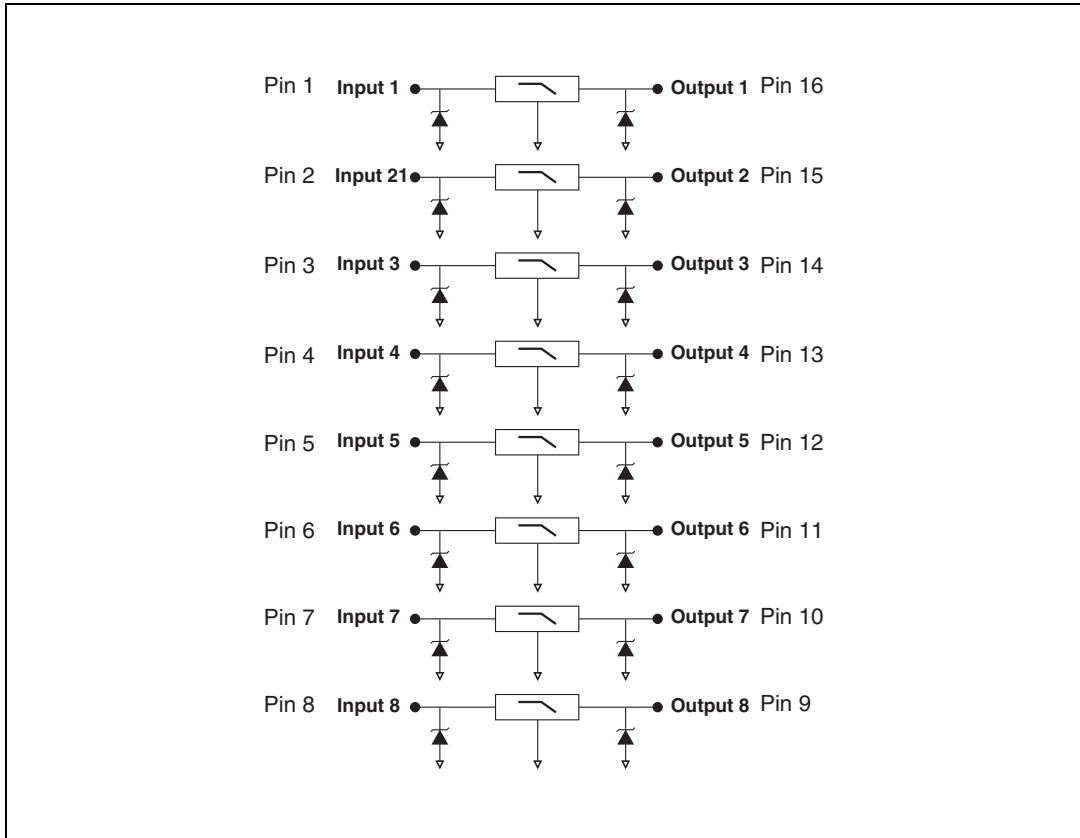 Pin 1 Input 1 Output 1 Pin 16
Pin 2 Input 21 Output 2 Pin 15
Pin 3 Input 3 Output 3 Pin 14
Pin 4 Input 4 Output 4 Pin 13
Pin 5 Input 5 Output 5 Pin 12
Pin 6 Input 6 Output 6 Pin 11
Pin 7 Input 7 Output 7 Pin 10
Pin 8 Input 8 Output 8 Pin 9